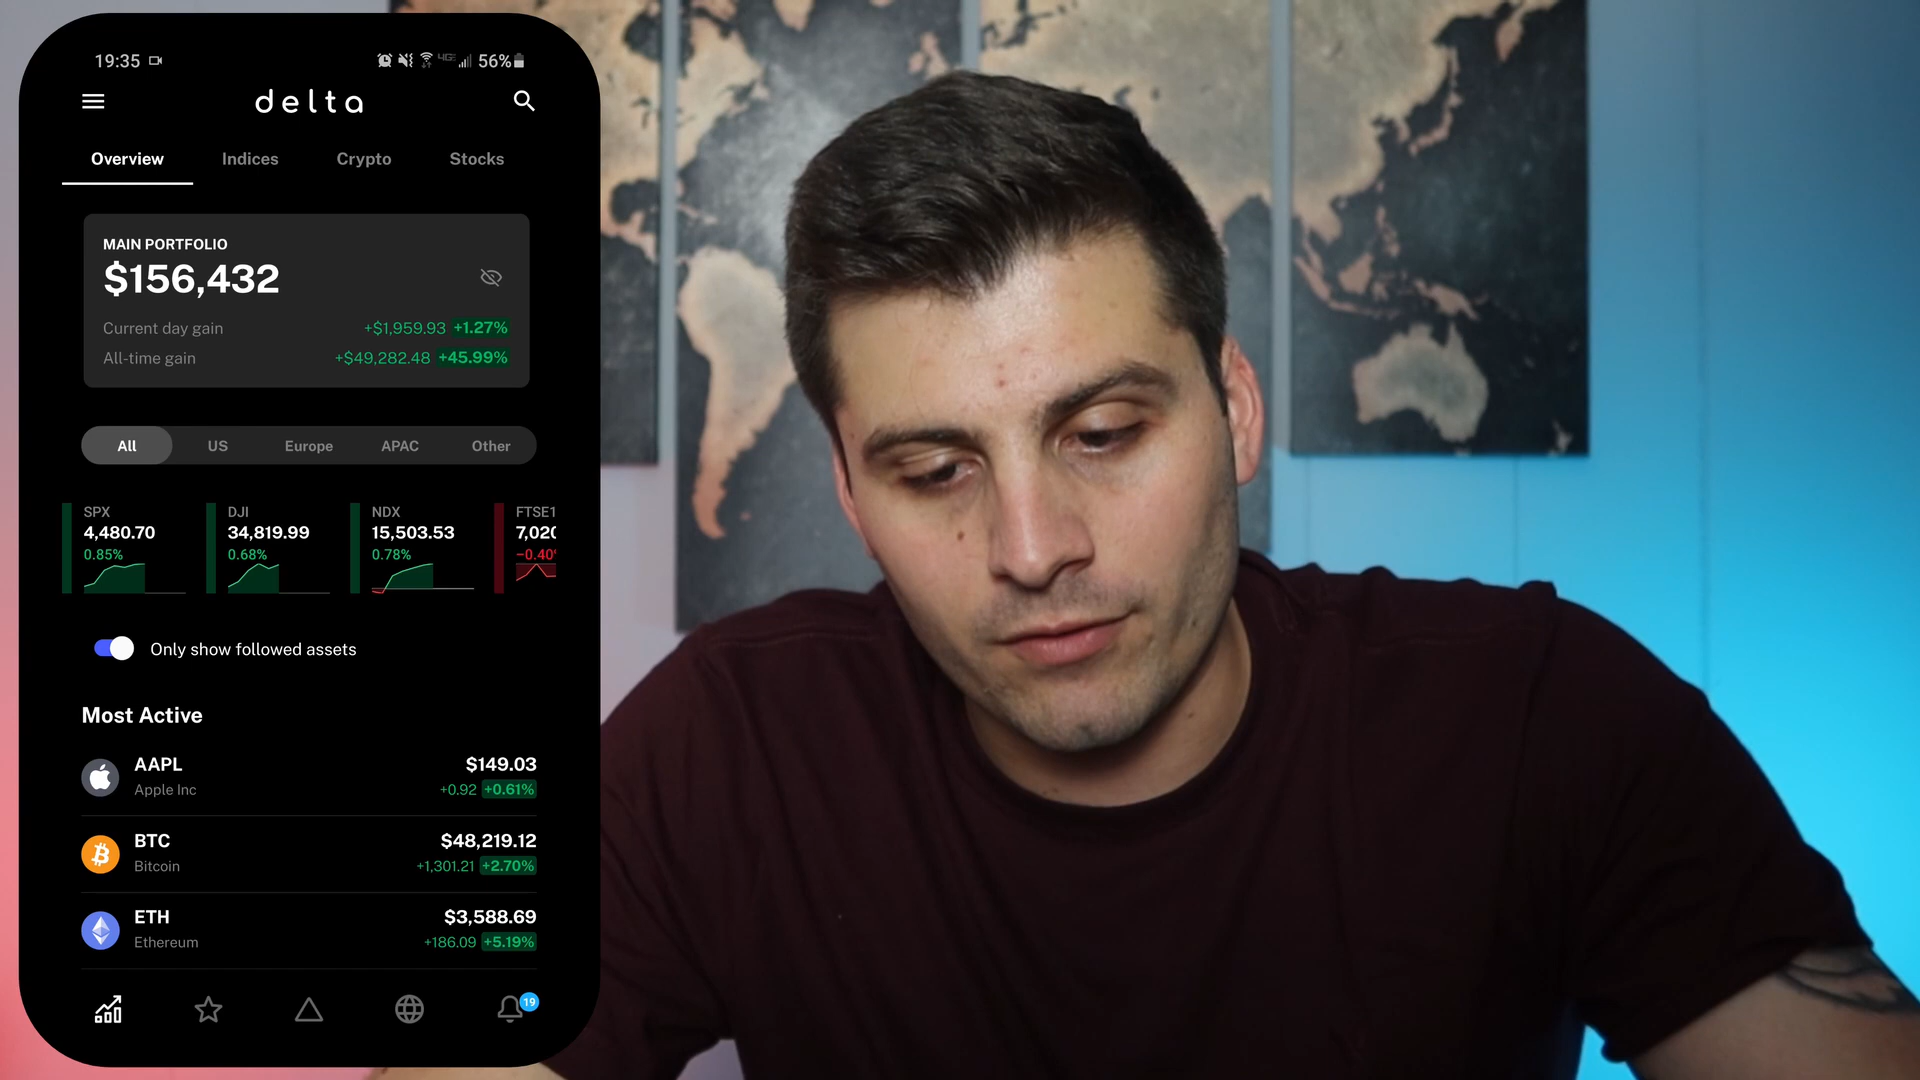 19:35 56%
delta
Overview Indices Crypto Stocks
MAIN PORTFOLIO
$156,432
Current day gain +$1,959.93 +1.27%
All-time gain +$49,282.48 +45.99%
All US Europe APAC Other
SPX DJI NDX FTSE1
4,480.70 34,819.99 15,503.53 7,020
0.85% 0.68% 0.78% −0.40
Only show followed assets
Most Active
AAPL $149.03
Apple Inc +0.92 +0.61%
BTC $48,219.12
Bitcoin +1,301.21 +2.70%
ETH $3,588.69
Ethereum +186.09 +5.19%
19